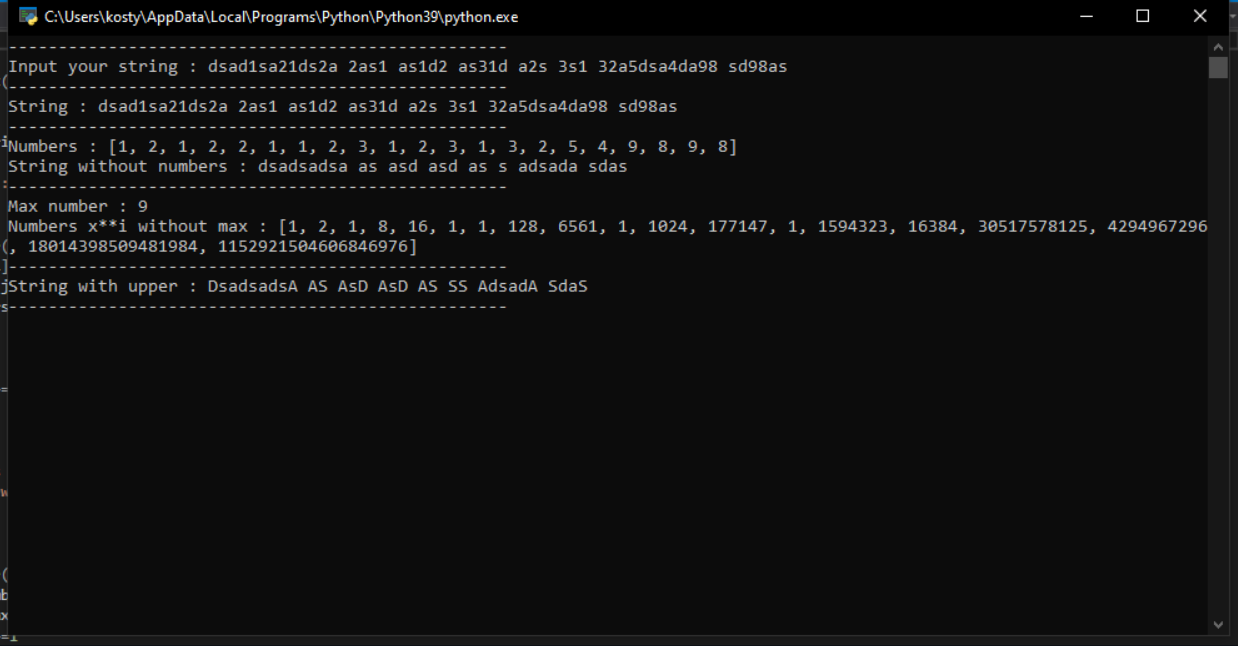 C:\Users\kosty\AppData\Local\Programs\Python\Python39\python.exe
--------------------------------------------------
Input your string : dsad1sa21ds2a 2as1 as1d2 as31d a2s 3s1 32a5dsa4da98 sd98as
--------------------------------------------------
String : dsad1sa21ds2a 2as1 as1d2 as31d a2s 3s1 32a5dsa4da98 sd98as
--------------------------------------------------
Numbers : [1, 2, 1, 2, 2, 1, 1, 2, 3, 1, 2, 3, 1, 3, 2, 5, 4, 9, 8, 9, 8]
String without numbers : dsadsadsa as asd asd as s adsada sdas
--------------------------------------------------
Max number : 9
Numbers x**i without max : [1, 2, 1, 8, 16, 1, 1, 128, 6561, 1, 1024, 177147, 1, 1594323, 16384, 30517578125, 4294967296
, 18014398509481984, 1152921504606846976]
--------------------------------------------------
String with upper : DsadsadsA AS AsD AsD AS SS AdsadA SdaS
--------------------------------------------------